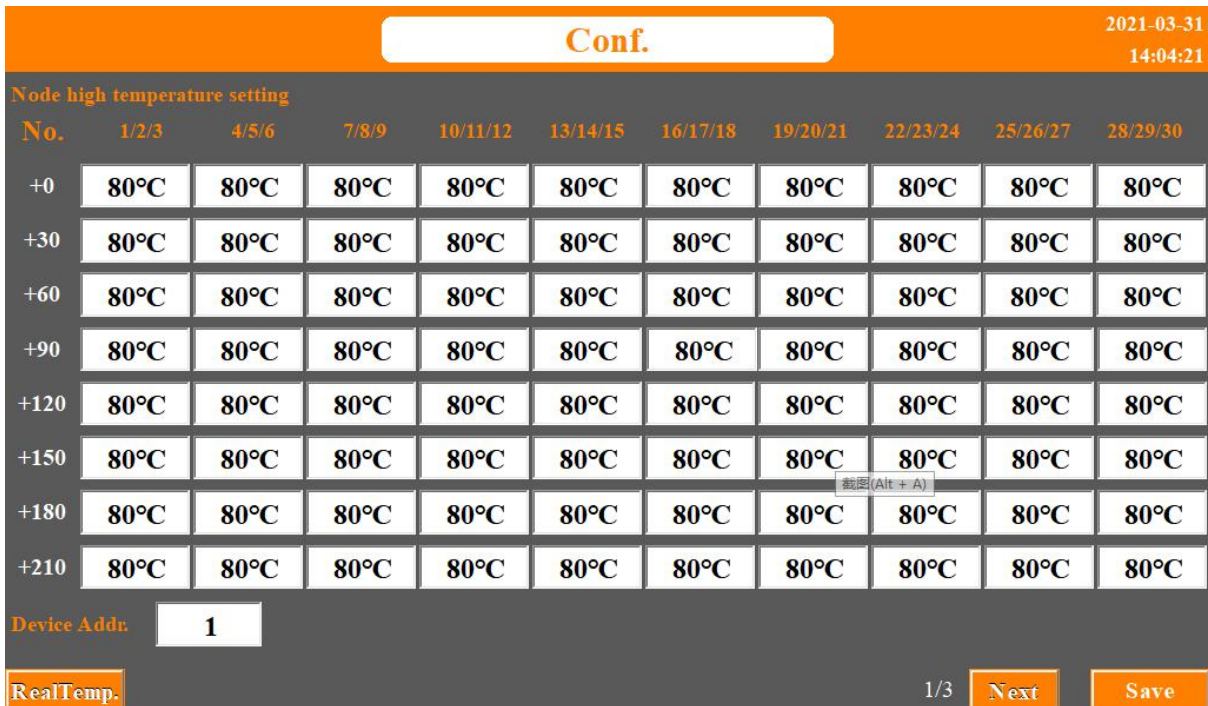 Conf.
2021-03-31
14:04:21
Node high temperature setting
No. 1/2/3 4/5/6 7/8/9 10/11/12 13/14/15 16/17/18 19/20/21 22/23/24 25/26/27 28/29/30
+0 80°C 80°C 80°C 80°C 80°C 80°C 80°C 80°C 80°C 80°C
+30 80°C 80°C 80°C 80°C 80°C 80°C 80°C 80°C 80°C 80°C
+60 80°C 80°C 80°C 80°C 80°C 80°C 80°C 80°C 80°C 80°C
+90 80°C 80°C 80°C 80°C 80°C 80°C 80°C 80°C 80°C 80°C
+120 80°C 80°C 80°C 80°C 80°C 80°C 80°C 80°C 80°C 80°C
+150 80°C 80°C 80°C 80°C 80°C 80°C 80°C 80°C 80°C 80°C
截图(Alt + A)
+180 80°C 80°C 80°C 80°C 80°C 80°C 80°C 80°C 80°C 80°C
+210 80°C 80°C 80°C 80°C 80°C 80°C 80°C 80°C 80°C 80°C
Device Addr. 1
RealTemp. 1/3 Next Save